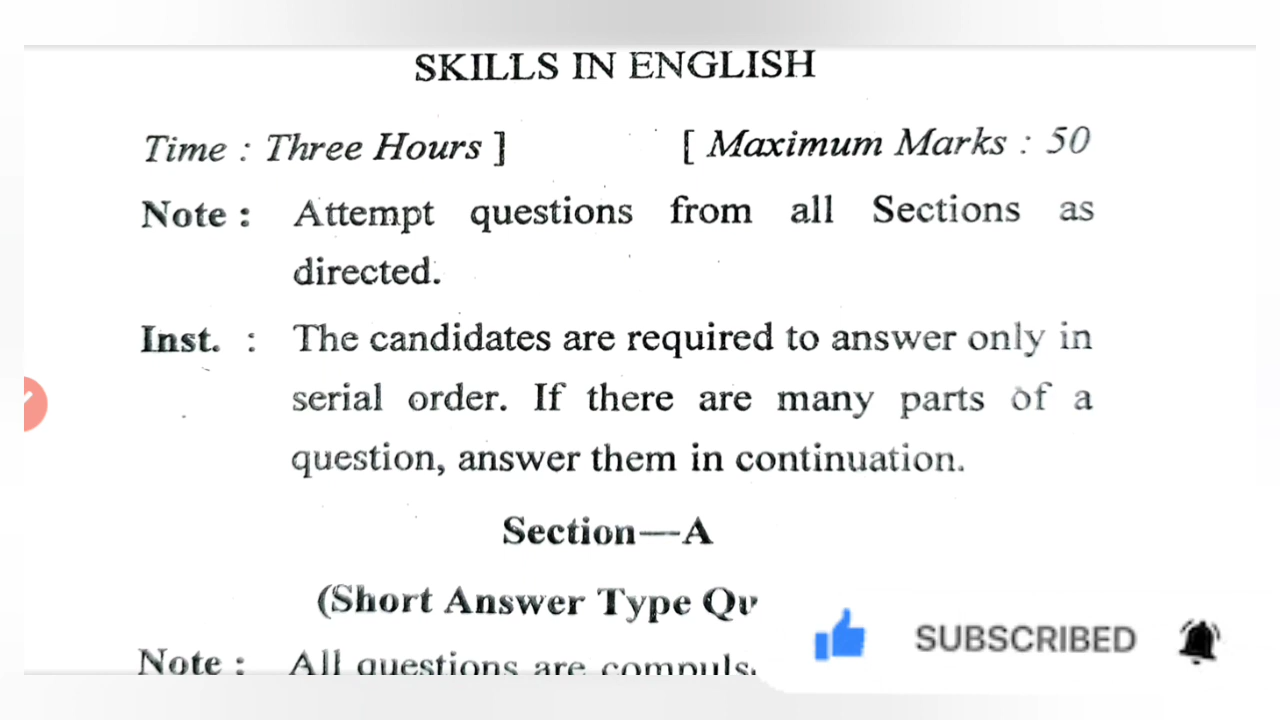 SKILLS IN ENGLISH
Time : Three Hours ] [ Maximum Marks : 50
Note : Attempt questions from all Sections as
directed.
Inst. : The candidates are required to answer only in
serial order. If there are many parts of a
question, answer them in continuation.
Section—A
(Short Answer Type
SUBSCRIBED
Note : All questions are